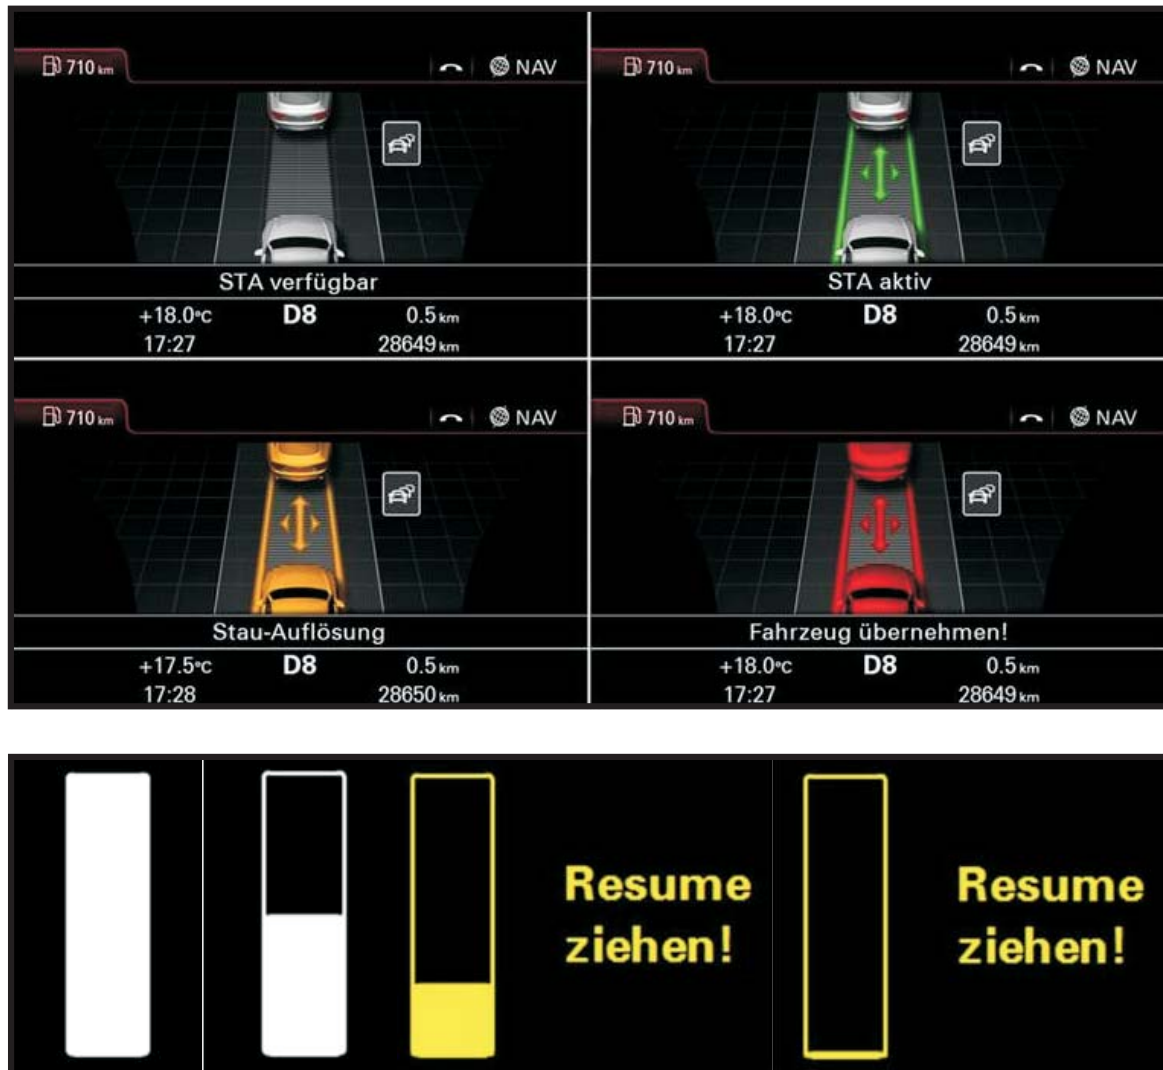 710 km NAV
STA verfügbar
+18.0°C D8 0.5 km
17:27 28649 km
710 km NAV
STA aktiv
+18.0°C D8 0.5 km
17:27 28649 km
710 km NAV
Stau-Auflösung
+17.5°C D8 0.5 km
17:28 28650 km
710 km NAV
Fahrzeug übernehmen!
+18.0°C D8 0.5 km
17:27 28649 km
Resume
ziehen!
Resume
ziehen!